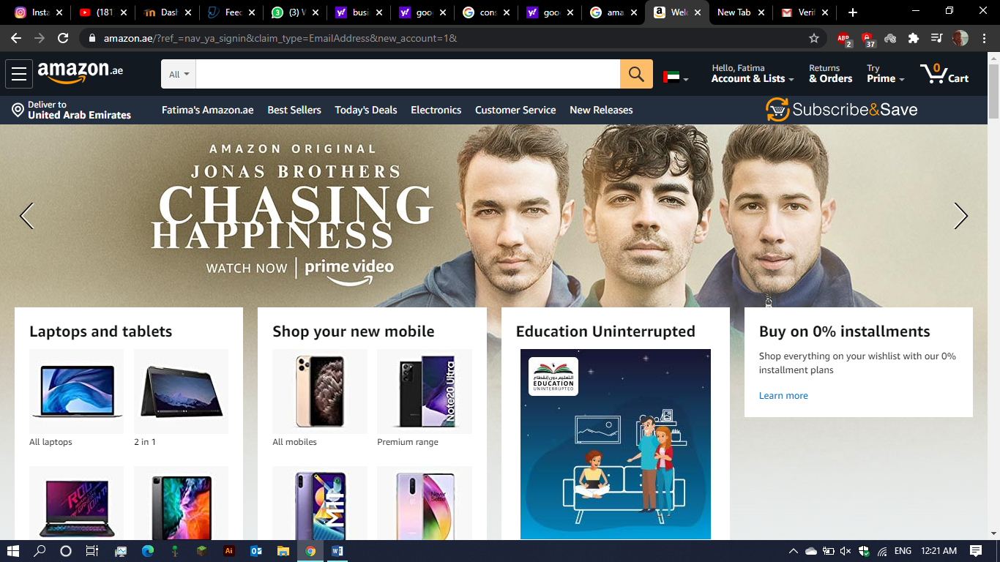 Insta
(181
Dash
Feec
(3) W
busi
goo
cons
goo
ama
Welc
New Tab
Verif
amazon.ae/?ref_=nav_ya_signin&claim_type=EmailAddress&new_account=1&
ABP
2
37
amazon.ae
All
Hello, Fatima
Account & Lists
Returns
& Orders
Try
Prime
0
Cart
Deliver to
United Arab Emirates
Fatima's Amazon.ae
Best Sellers
Today's Deals
Electronics
Customer Service
New Releases
Subscribe&Save
AMAZON ORIGINAL
JONAS BROTHERS
CHASING
HAPPINESS
WATCH NOW | prime video
Laptops and tablets
All laptops
2 in 1
Shop your new mobile
Note20 Ultra
All mobiles
Premium range
Never
Settle
Education Uninterrupted
التعليم دون إنقطاع
EDUCATION
UNINTERRUPTED
Buy on 0% installments
Shop everything on your wishlist with our 0%
installment plans
Learn more
Ai
ENG
12:21 AM